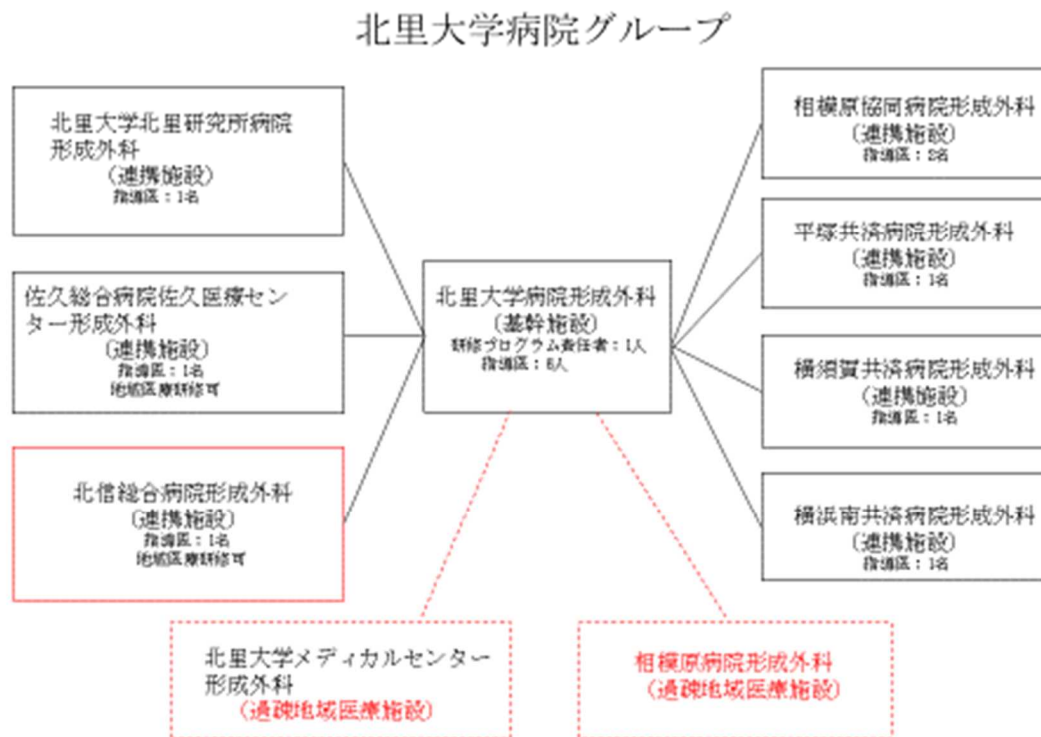 北里大学病院グループ
北里大学北里研究所病院
形成外科
(連携施設)
指導医：1名
佐久総合病院佐久医療セン
ター形成外科
(連携施設)
指導医：1名
地域医療研修可
北信総合病院形成外科
(連携施設)
指導医：1名
地域医療研修可
北里大学病院形成外科
(基幹施設)
研修プログラム責任者：1人
指導医：6人
相模原協同病院形成外科
(連携施設)
指導医：2名
平塚共済病院形成外科
(連携施設)
指導医：1名
横須賀共済病院形成外科
(連携施設)
指導医：1名
横浜南共済病院形成外科
(連携施設)
指導医：1名
北里大学メディカルセンター
形成外科
(過疎地域医療施設)
相模原病院形成外科
(過疎地域医療施設)